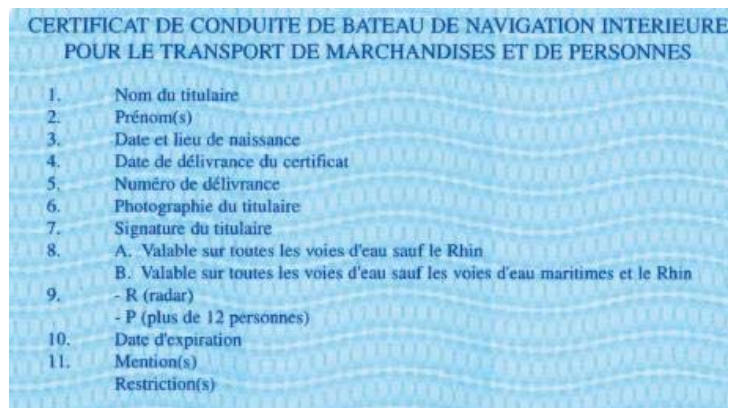 CERTIFICAT DE CONDUITE DE BATEAU DE NAVIGATION INTERIEURE
POUR LE TRANSPORT DE MARCHANDISES ET DE PERSONNES
1. Nom du titulaire
2. Prénom(s)
3. Date et lieu de naissance
4. Date de délivrance du certificat
5. Numéro de délivrance
6. Photographie du titulaire
7. Signature du titulaire
8. A. Valable sur toutes les voies d'eau sauf le Rhin
B. Valable sur toutes les voies d'eau sauf les voies d'eau maritimes et le Rhin
9. - R (radar)
- P (plus de 12 personnes)
10. Date d'expiration
11. Mention(s)
Restriction(s)